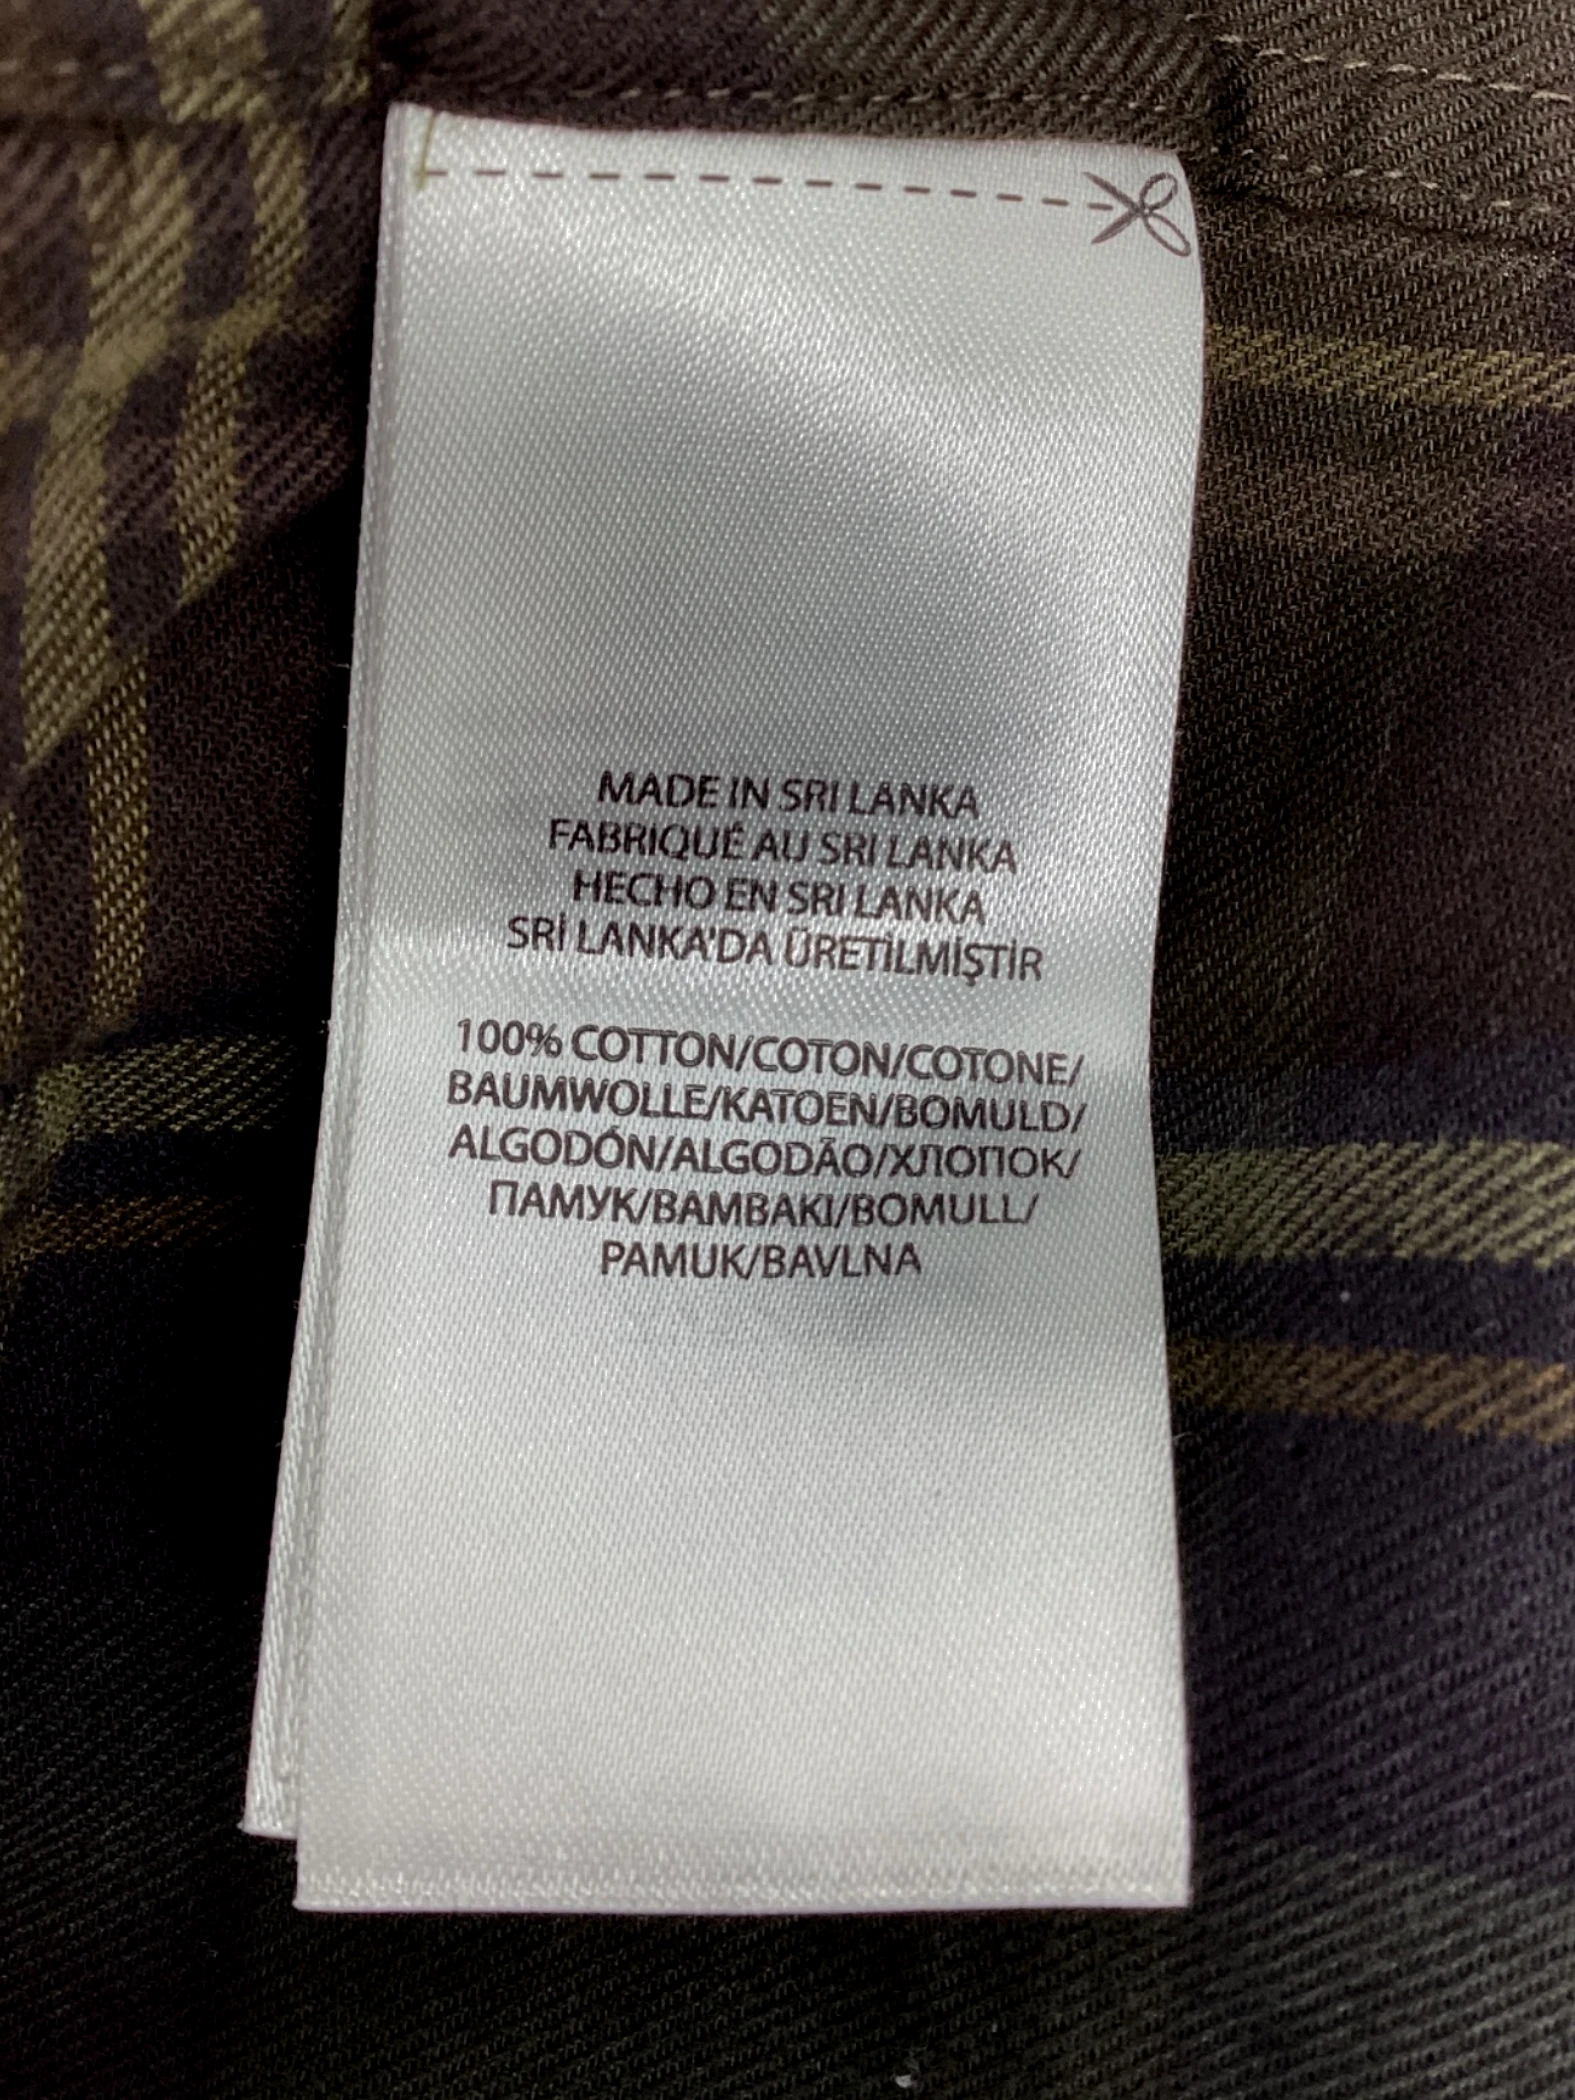 MADE IN SRI LANKA
FABRIQUÉ AU SRI LANKA
HECHO EN SRI LANKA
SRİ LANKA'DA ÜRETİLMİŞTİR
100% COTTON/COTON/COTONE/
BAUMWOLLE/KATOEN/BOMULD/
ALGODÓN/ALGODÃO/ХЛОПОК/
ПАМУК/BAMBAKI/BOMULL/
PAMUK/BAVLNA